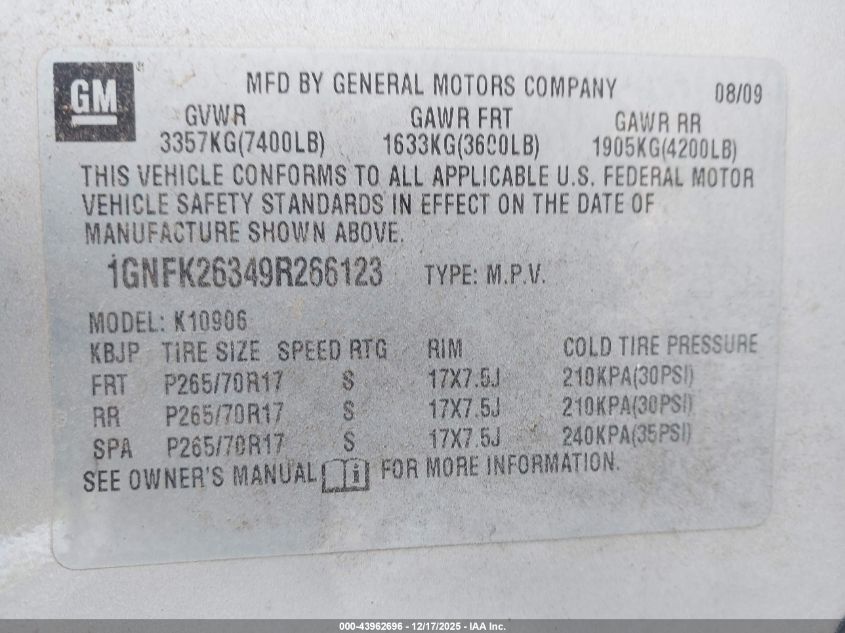 GM
MFD BY GENERAL MOTORS COMPANY 08/09
GVWR GAWR FRT GAWR RR
3357KG(7400LB) 1633KG(3600LB) 1905KG(4200LB)
THIS VEHICLE CONFORMS TO ALL APPLICABLE U.S. FEDERAL MOTOR
VEHICLE SAFETY STANDARDS IN EFFECT ON THE DATE OF
MANUFACTURE SHOWN ABOVE.
1GNFK26349R266123 TYPE: M.P.V.
MODEL: K10906
KBJP TIRE SIZE SPEED RTG RIM COLD TIRE PRESSURE
FRT P265/70R17 S 17X7.5J 210KPA(30PSI)
RR P265/70R17 S 17X7.5J 210KPA(30PSI)
SPA P265/70R17 S 17X7.5J 240KPA(35PSI)
SEE OWNER'S MANUAL i FOR MORE INFORMATION.
000-43962696 - 12/17/2025 - IAA Inc.